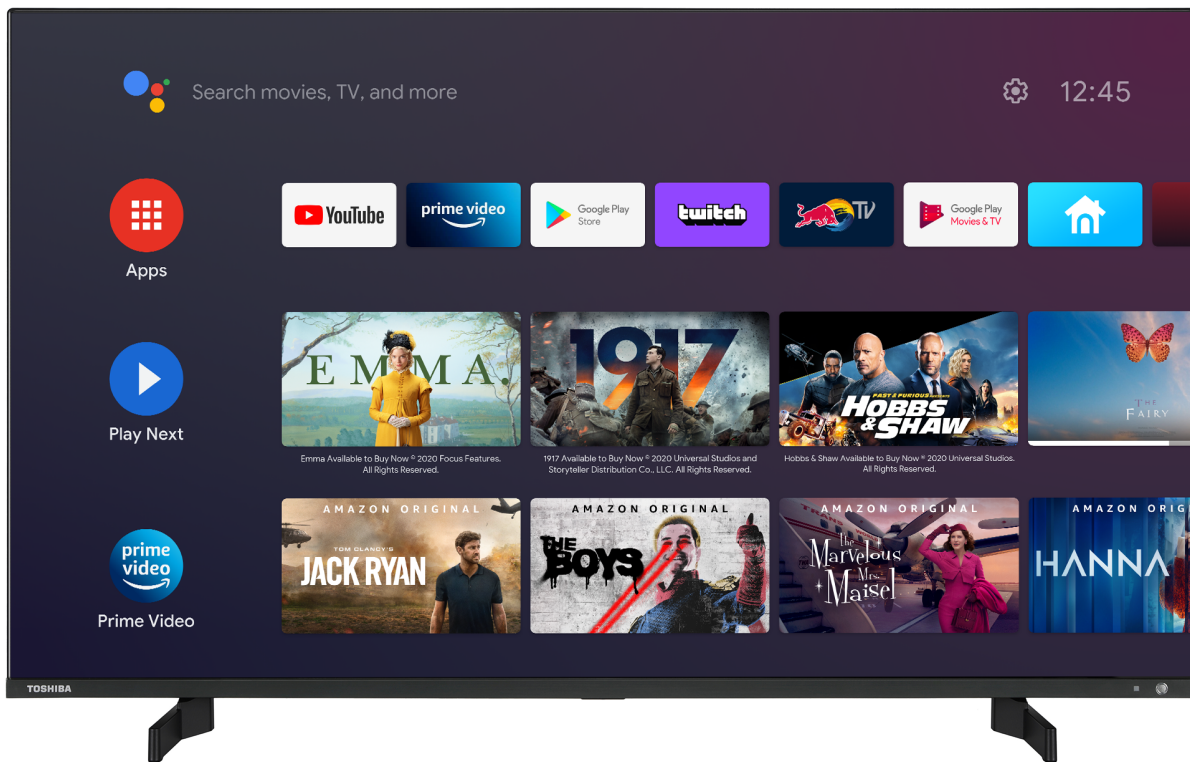 Search movies, TV, and more
12:45
Apps
YouTube
prime video
Google Play
Store
twitch
TV
Google Play
Movies & TV
Play Next
EMMA.
1917
FAST & FURIOUS PRESENTS
HOBBS
& SHAW
THE
FAIRY
Emma Available to Buy Now © 2020 Focus Features.
All Rights Reserved.
1917 Available to Buy Now © 2020 Universal Studios and
Storyteller Distribution Co., LLC. All Rights Reserved.
Hobbs & Shaw Available to Buy Now © 2020 Universal Studios.
All Rights Reserved.
prime
video
Prime Video
AMAZON ORIGINAL
TOM CLANCY'S
JACK RYAN
AMAZON ORIGINAL
THE
BOYS
AMAZON ORIGINAL
The
Marvelous
Mrs.
Maisel
AMAZON ORIG
HANNA
TOSHIBA